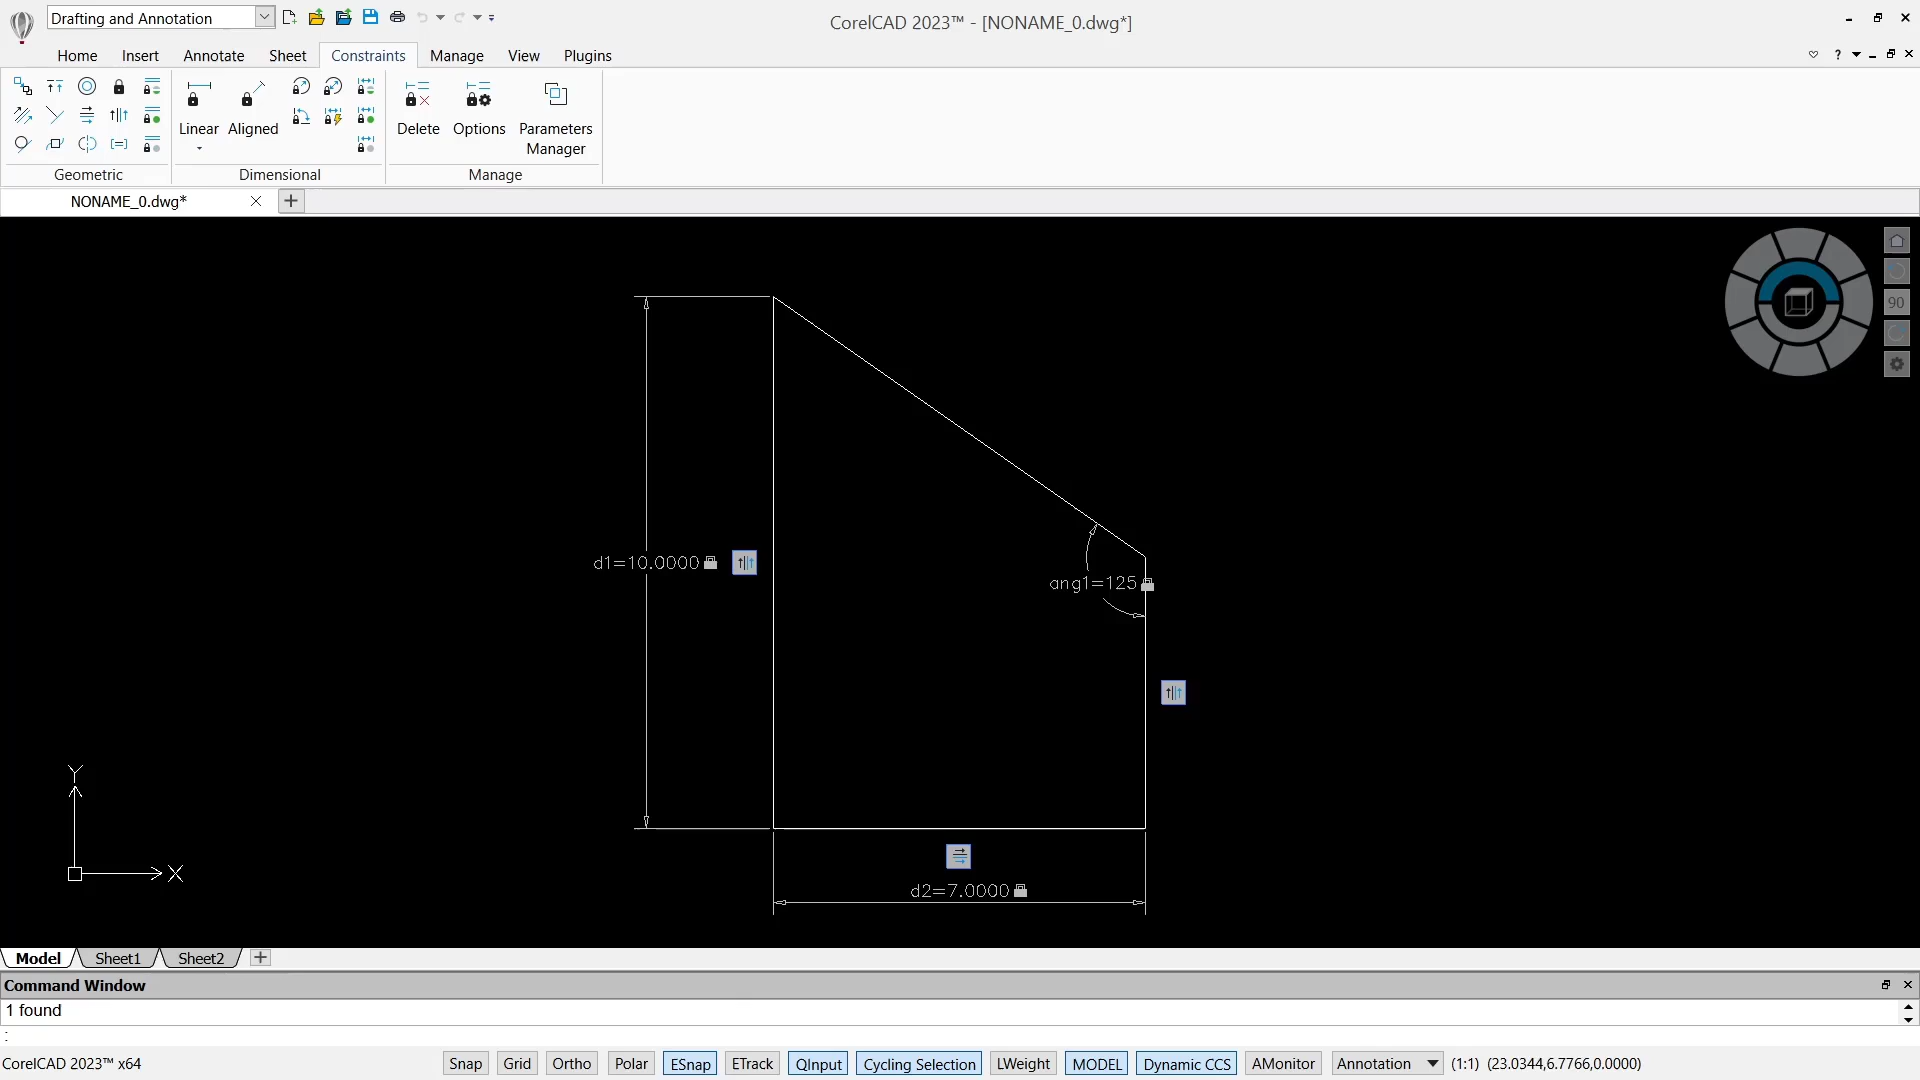 Drafting and Annotation
CorelCAD 2023™ - [NONAME_0.dwg*]
Home Insert Annotate Sheet Constraints Manage View Plugins
?
Linear Aligned Delete Options Parameters Manager
Geometric Dimensional Manage
NONAME_0.dwg*
90
d1=10.0000
ang1=125
d2=7.0000
Y
X
Model Sheet1 Sheet2
Command Window
1 found
:
CorelCAD 2023™ x64 Snap Grid Ortho Polar ESnap ETrack QInput Cycling Selection LWeight MODEL Dynamic CCS AMonitor Annotation (1:1) (23.0344,6.7766,0.0000)